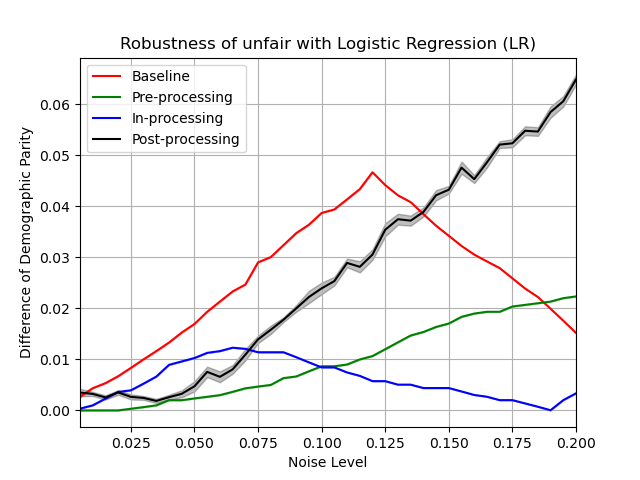 Robustness of unfair with Logistic Regression (LR)
Baseline
Pre-processing
In-processing
Post-processing
Difference of Demographic Parity
0.06
0.05
0.04
0.03
0.02
0.01
0.00
0.025 0.050 0.075 0.100 0.125 0.150 0.175 0.200
Noise Level